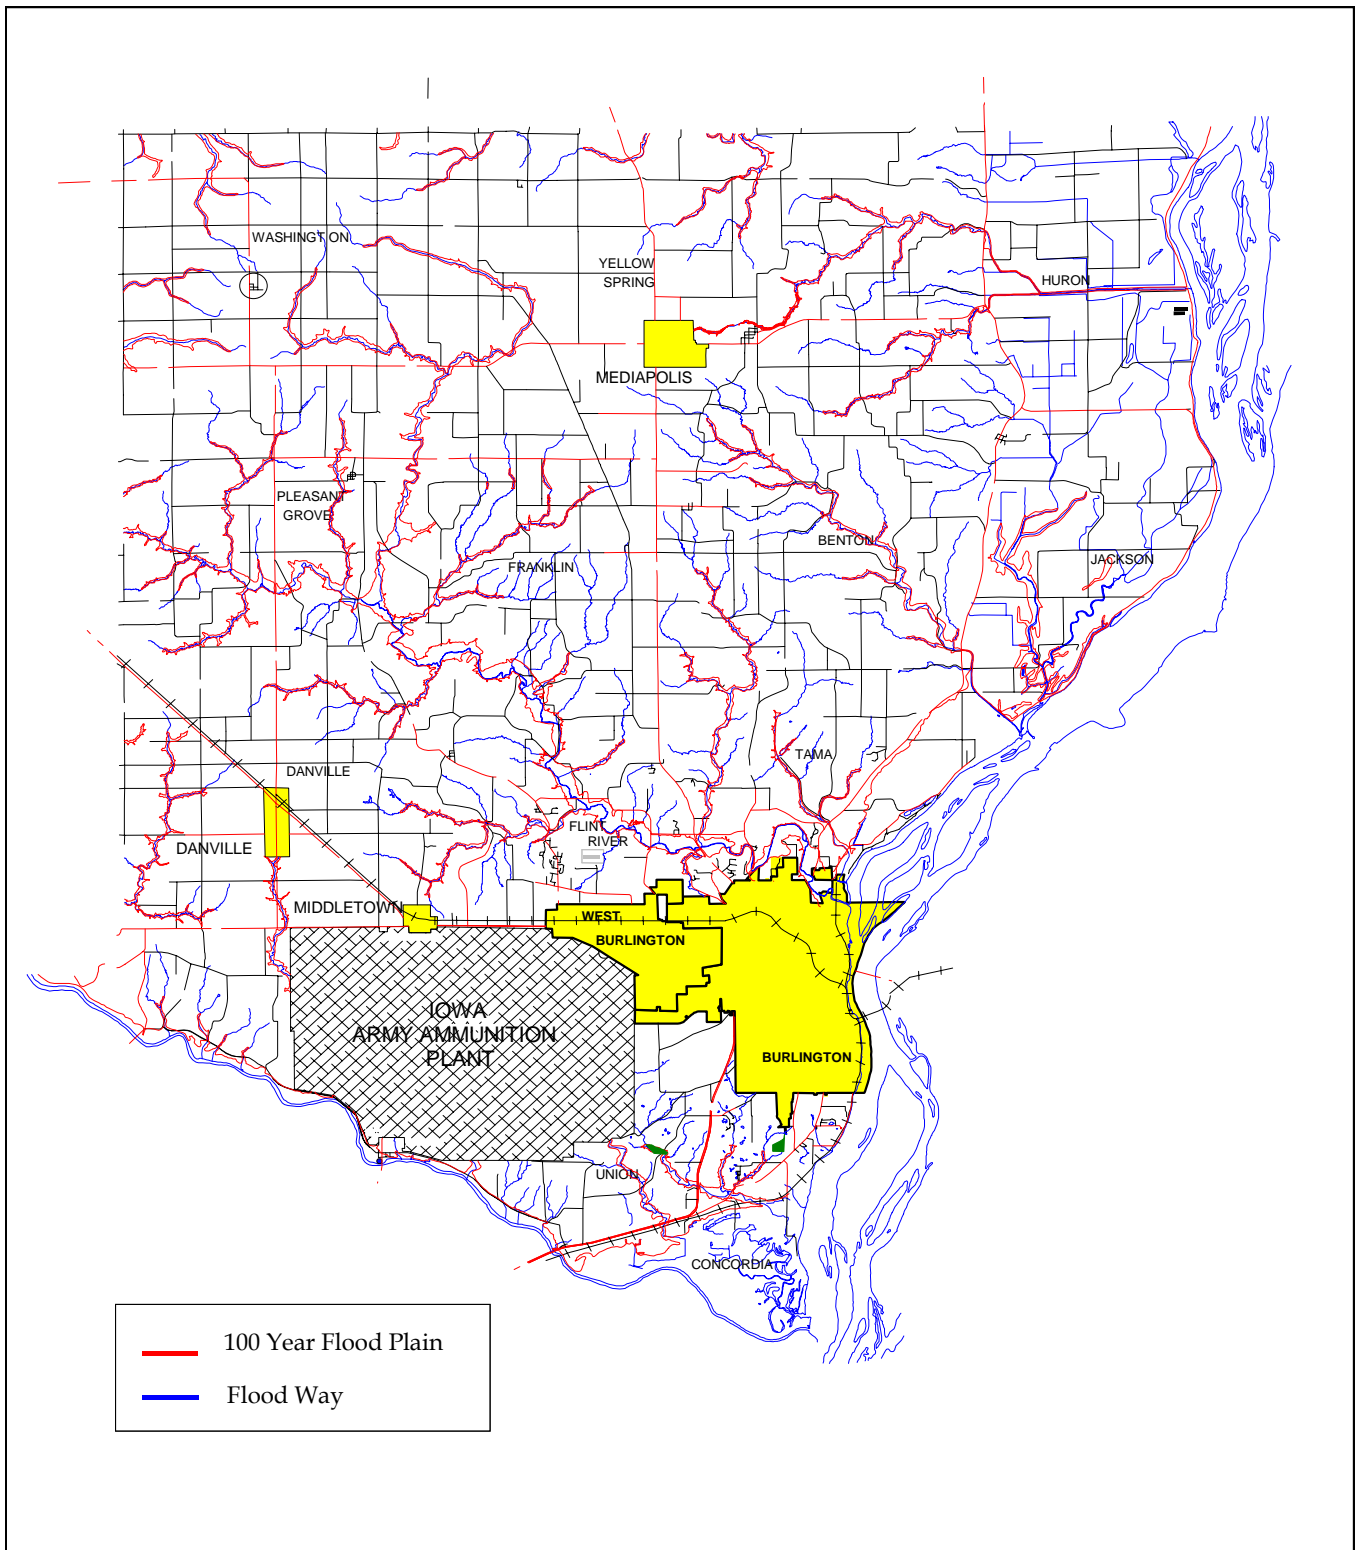 WASHINGTON
YELLOW
SPRING
HURON
MEDIAPOLIS
PLEASANT
GROVE
BENTON
FRANKLIN
JACKSON
TAMA
DANVILLE
FLINT
RIVER
DANVILLE
MIDDLETOWN
WEST
BURLINGTON
IOWA
ARMY AMMUNITION
PLANT
BURLINGTON
UNION
CONCORDIA
100 Year Flood Plain
Flood Way